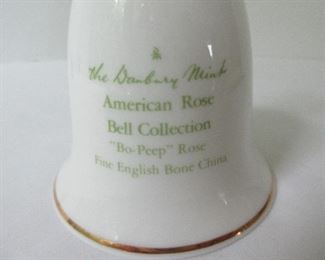 The Danbury Mint
American Rose
Bell Collection
"Bo-Peep" Rose
Fine English Bone China